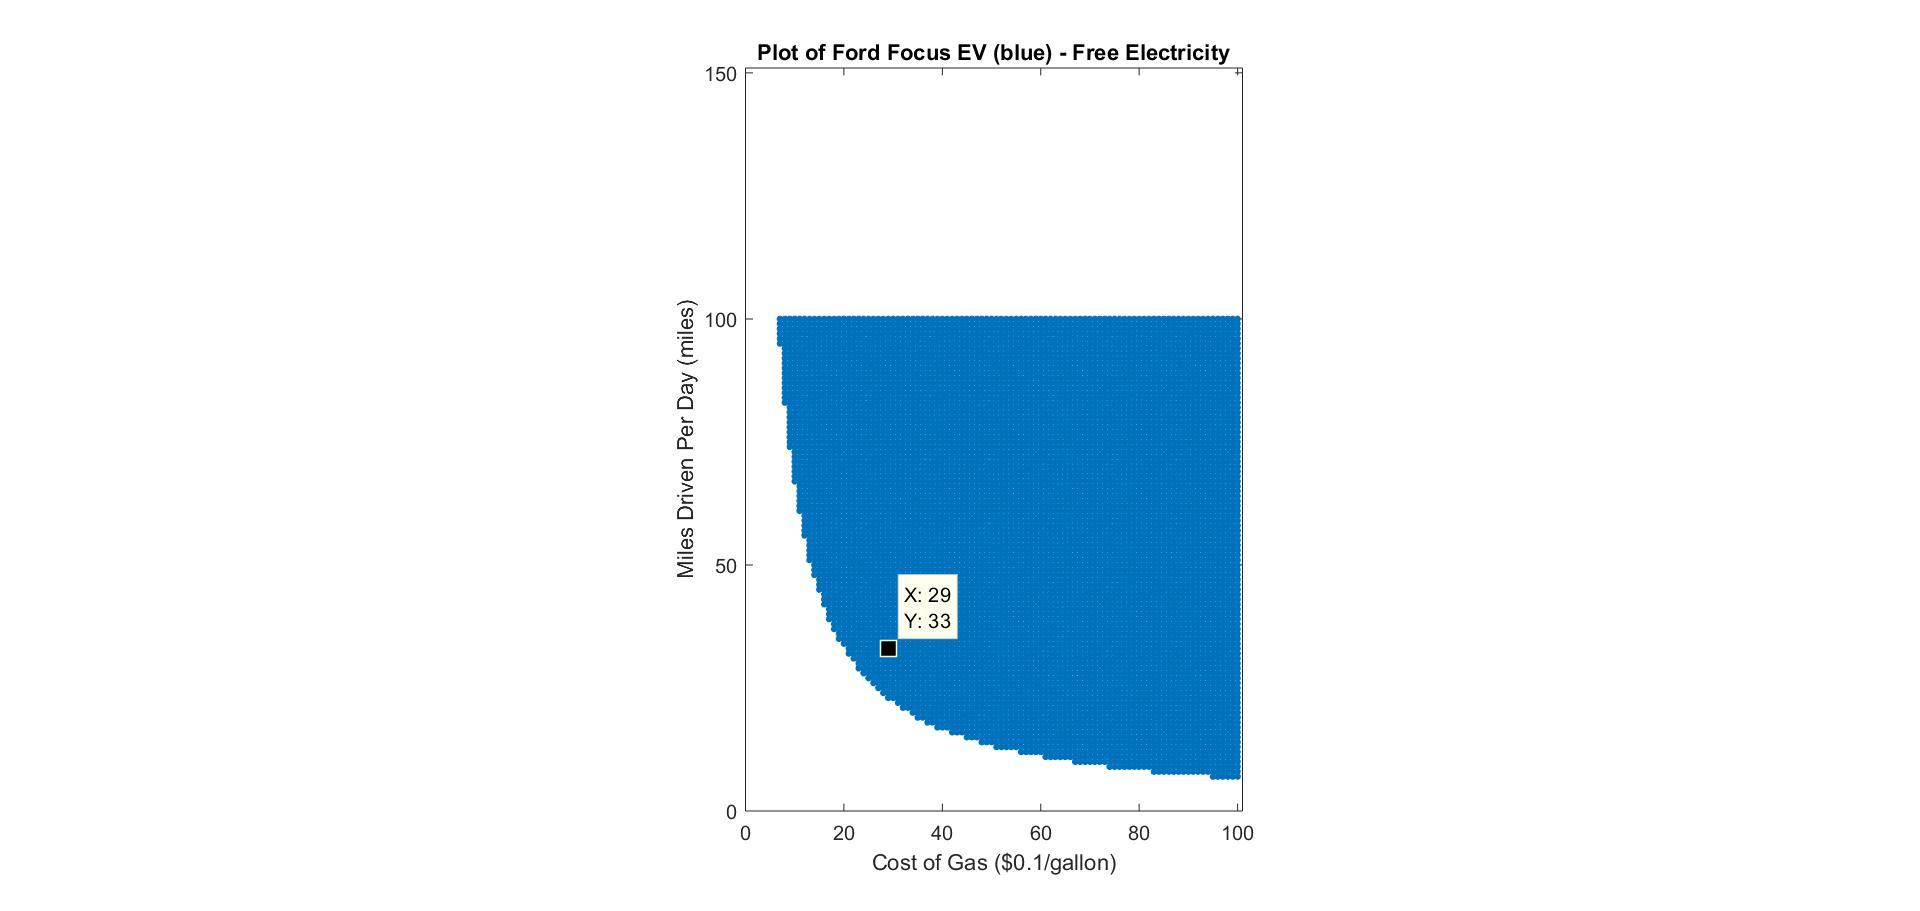 Plot of Ford Focus EV (blue) - Free Electricity
150
100
50
0
Miles Driven Per Day (miles)
X: 29
Y: 33
0 20 40 60 80 100
Cost of Gas ($0.1/gallon)